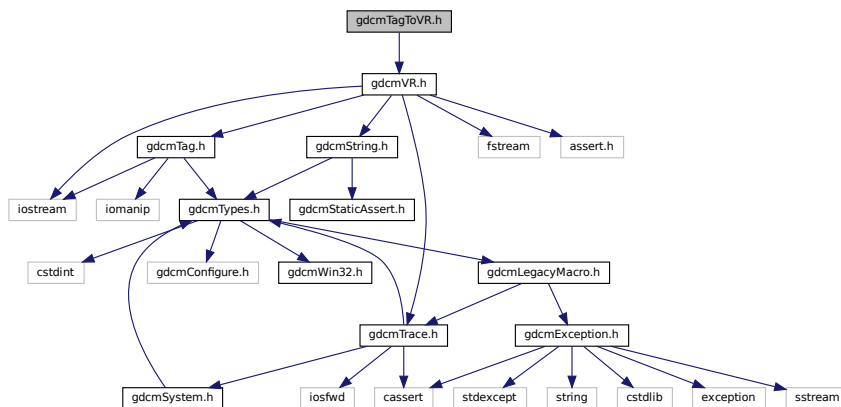 gdcmTagToVR.h
gdcmVR.h
gdcmTag.h
gdcmString.h
fstream
assert.h
iostream
iomanip
gdcmTypes.h
gdcmStaticAssert.h
cstdint
gdcmConfigure.h
gdcmWin32.h
gdcmLegacyMacro.h
gdcmTrace.h
gdcmException.h
gdcmSystem.h
iosfwd
cassert
stdexcept
string
cstdlib
exception
sstream